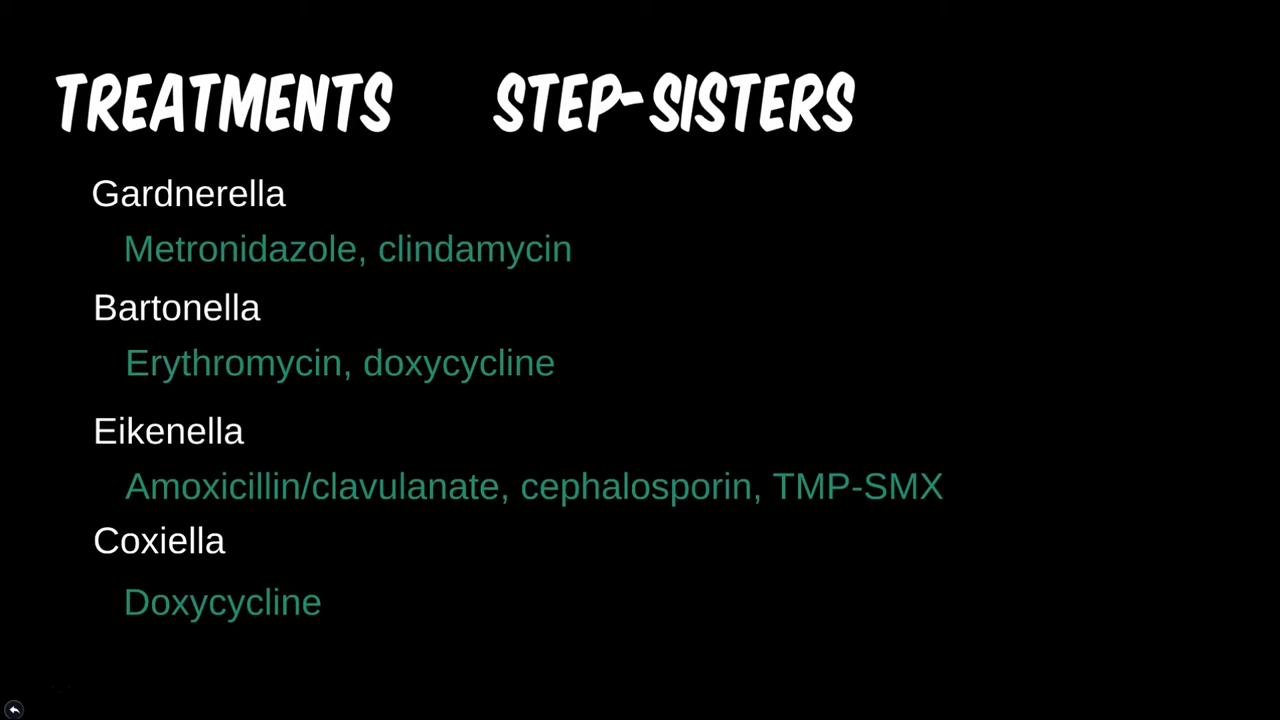 TREATMENTS STEP-SISTERS
Gardnerella
Metronidazole, clindamycin
Bartonella
Erythromycin, doxycycline
Eikenella
Amoxicillin/clavulanate, cephalosporin, TMP-SMX
Coxiella
Doxycycline